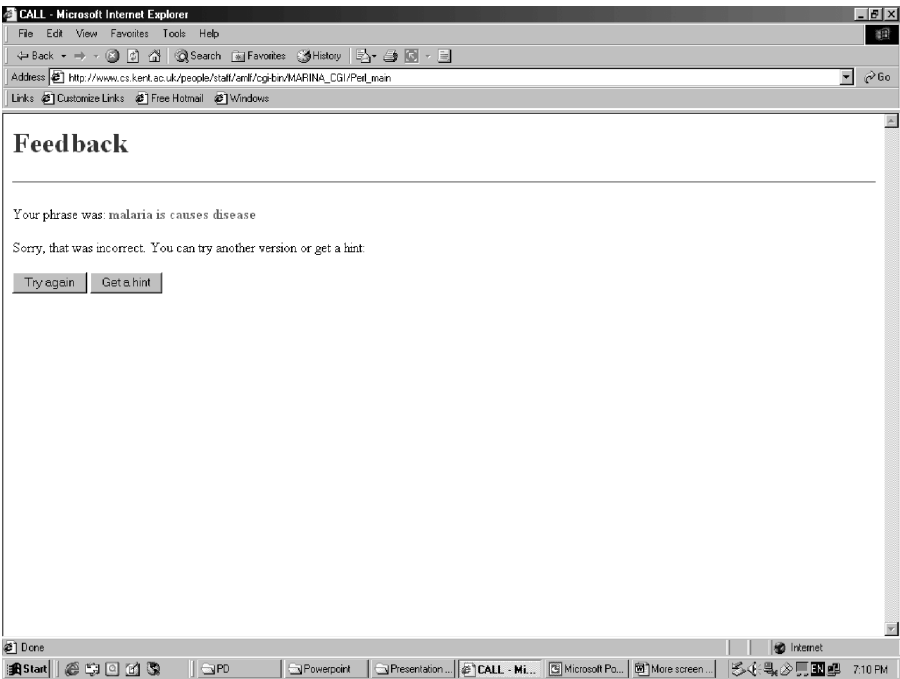 CALL - Microsoft Internet Explorer
File Edit View Favorites Tools Help
Back Search Favorites History
Address http://www.cs.kent.ac.uk/people/staff/amlf/cgi-bin/MARINA_CGI/Perl_main Go
Links Customize Links Free Hotmail Windows
Feedback
Your phrase was: malaria is causes disease
Sorry, that was incorrect. You can try another version or get a hint:
Try again Get a hint
Done Internet
Start PD Powerpoint Presentation... CALL - Mi... Microsoft Po... More screen ... EN 7:10 PM